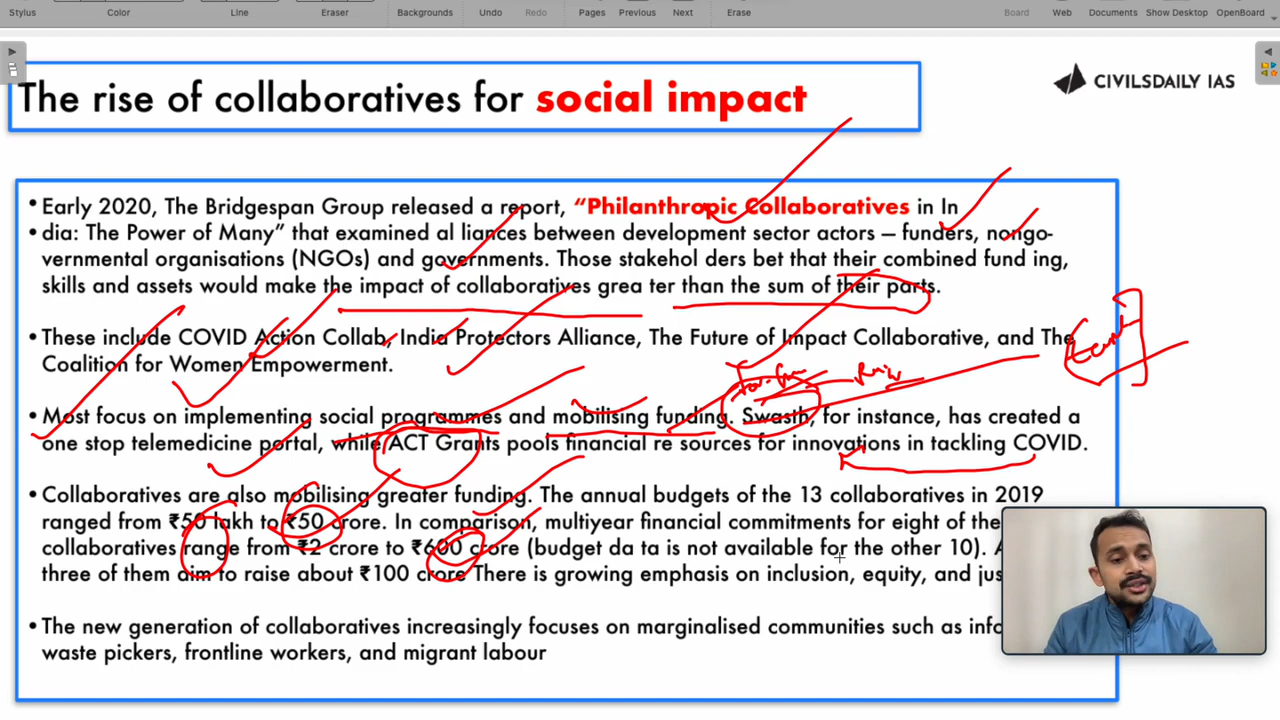 Stylus Color Line Eraser Backgrounds Undo Redo Pages Previous Next Erase Board Web Documents Show Desktop OpenBoard
The rise of collaboratives for social impact
CIVILSDAILY IAS
• Early 2020, The Bridgespan Group released a report, “Philanthropic Collaboratives in In
• dia: The Power of Many” that examined al liances between development sector actors — funders, nongo-
vernmental organisations (NGOs) and governments. Those stakehol ders bet that their combined fund ing,
skills and assets would make the impact of collaboratives grea ter than the sum of their parts.
• These include COVID Action Collab, India Protectors Alliance, The Future of Impact Collaborative, and The
Coalition for Women Empowerment.
• Most focus on implementing social programmes and mobilising funding. Swasth, for instance, has created a
one stop telemedicine portal, while ACT Grants pools financial re sources for innovations in tackling COVID.
• Collaboratives are also mobilising greater funding. The annual budgets of the 13 collaboratives in 2019
ranged from ₹50 lakh to ₹50 crore. In comparison, multiyear financial commitments for eight of the
collaboratives range from ₹2 crore to ₹600 crore (budget da ta is not available for the other 10). A
three of them aim to raise about ₹100 crore There is growing emphasis on inclusion, equity, and jus
• The new generation of collaboratives increasingly focuses on marginalised communities such as info
waste pickers, frontline workers, and migrant labour